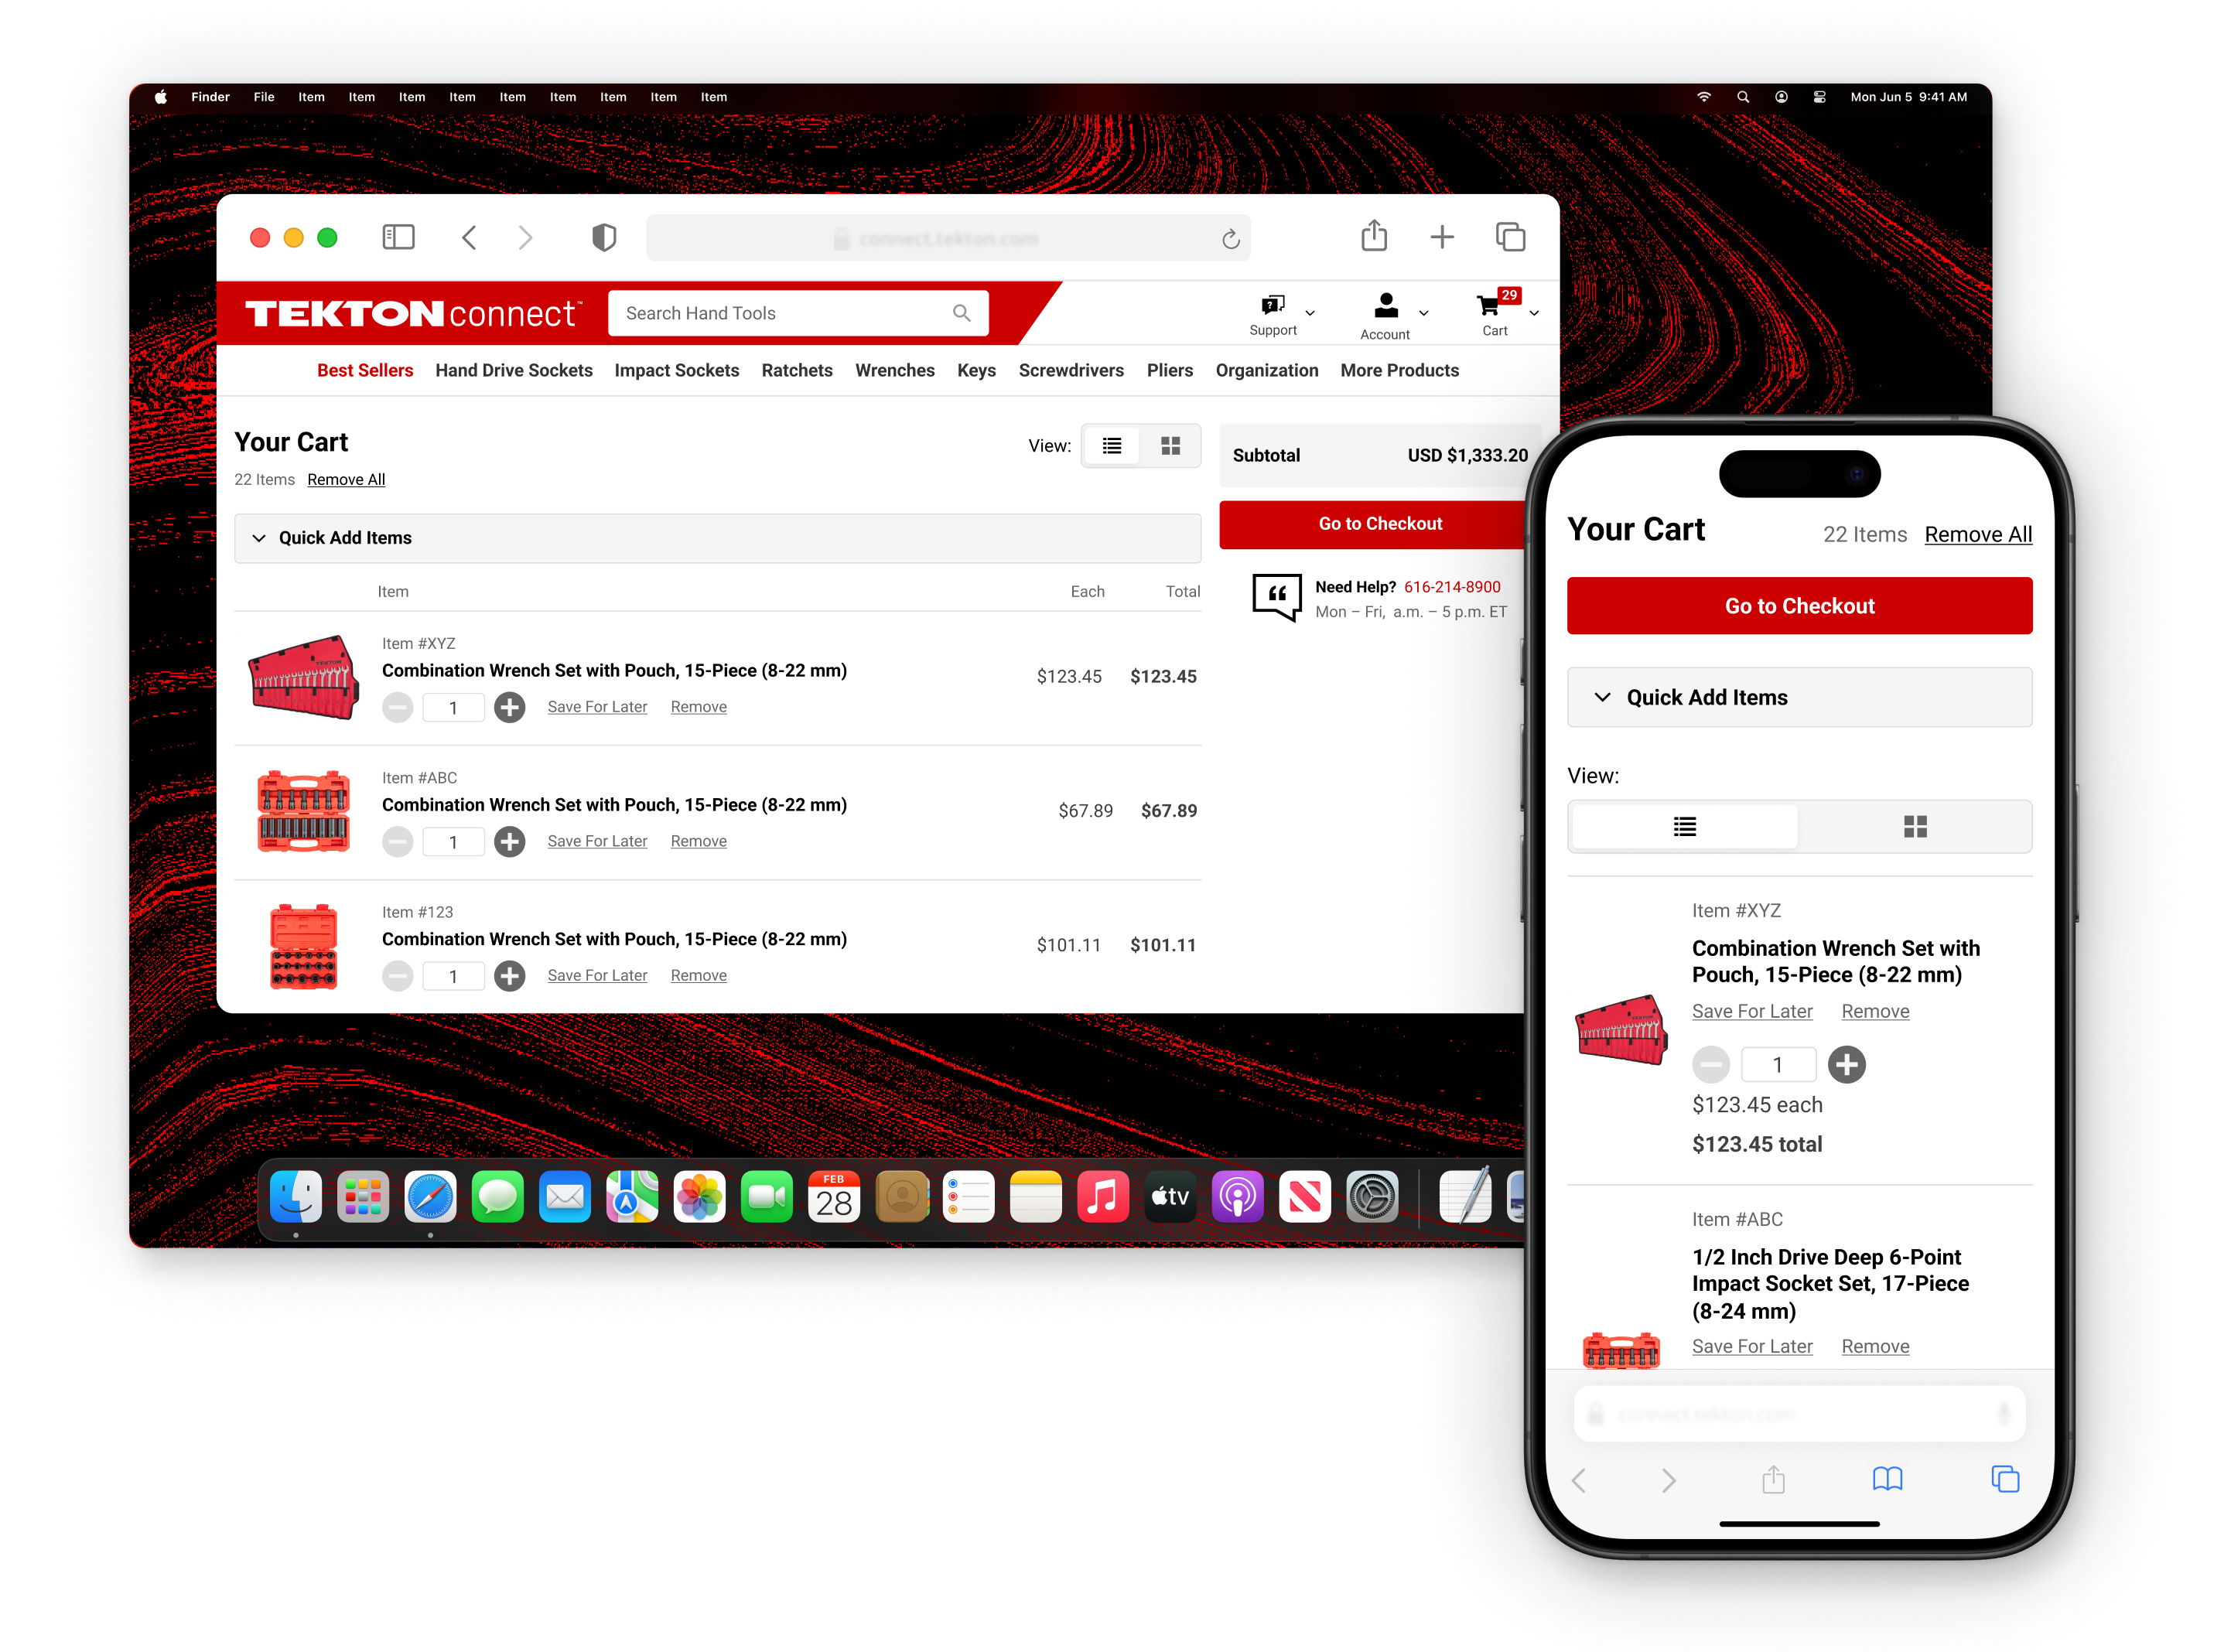 Finder File Item Item Item Item Item Item Item Item Item Mon Jun 5 9:41 AM
connect.tekton.com
TEKTON connect™ Search Hand Tools Support Account 29 Cart
Best Sellers Hand Drive Sockets Impact Sockets Ratchets Wrenches Keys Screwdrivers Pliers Organization More Products
Your Cart View:
22 Items Remove All
Subtotal USD $1,333.20
Go to Checkout
Quick Add Items
Need Help? 616-214-8900
Mon – Fri, a.m. – 5 p.m. ET
Item Each Total
Item #XYZ
Combination Wrench Set with Pouch, 15-Piece (8-22 mm)
$123.45 $123.45
1 Save For Later Remove
Item #ABC
Combination Wrench Set with Pouch, 15-Piece (8-22 mm)
$67.89 $67.89
1 Save For Later Remove
Item #123
Combination Wrench Set with Pouch, 15-Piece (8-22 mm)
$101.11 $101.11
1 Save For Later Remove
FEB
28
tv
Your Cart 22 Items Remove All
Go to Checkout
Quick Add Items
View:
Item #XYZ
Combination Wrench Set with
Pouch, 15-Piece (8-22 mm)
Save For Later Remove
1
$123.45 each
$123.45 total
Item #ABC
1/2 Inch Drive Deep 6-Point
Impact Socket Set, 17-Piece
(8-24 mm)
Save For Later Remove
connect.tekton.com